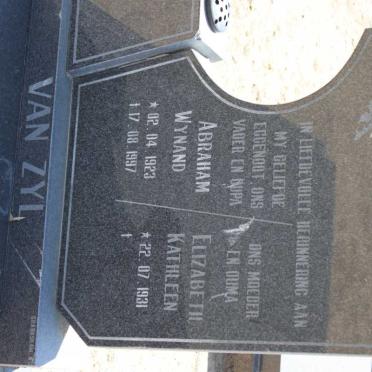 IN LIEFDEVOLLE HERINNERING AAN
MY GELIEFDE
EGGENOOT ONS
VADER EN OUPA
ABRAHAM
WYNAND
* 02. 04. 1923
† 17. 08. 1997
ONS MOEDER
EN OUMA
ELIZABETH
KATHLEEN
* 22. 07 1931
†
VAN ZYL